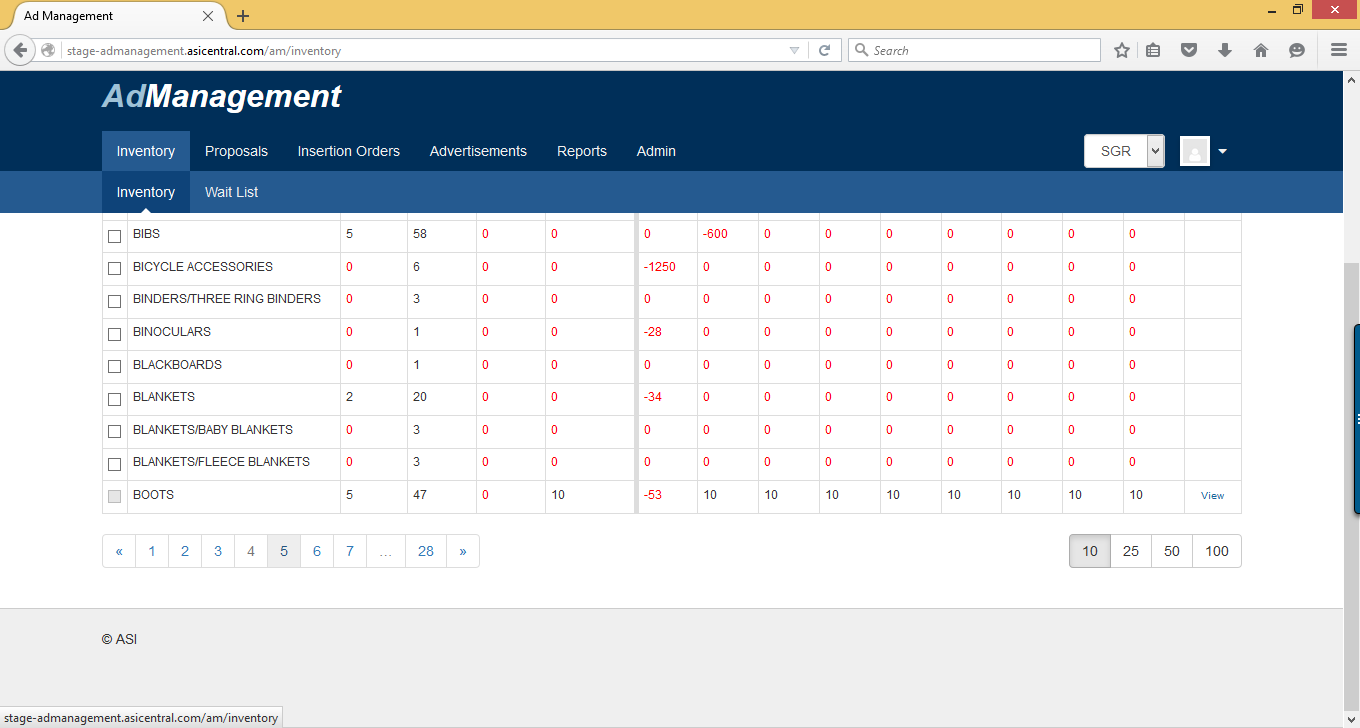 Ad Management
stage-admanagement.asicentral.com/am/inventory
Search
AdManagement
Inventory Proposals Insertion Orders Advertisements Reports Admin SGR
Inventory Wait List
BIBS 5 58 0 0 0 -600 0 0 0 0 0 0 0
BICYCLE ACCESSORIES 0 6 0 0 -1250 0 0 0 0 0 0 0 0
BINDERS/THREE RING BINDERS 0 3 0 0 0 0 0 0 0 0 0 0 0
BINOCULARS 0 1 0 0 -28 0 0 0 0 0 0 0 0
BLACKBOARDS 0 1 0 0 0 0 0 0 0 0 0 0 0
BLANKETS 2 20 0 0 -34 0 0 0 0 0 0 0 0
BLANKETS/BABY BLANKETS 0 3 0 0 0 0 0 0 0 0 0 0 0
BLANKETS/FLEECE BLANKETS 0 3 0 0 0 0 0 0 0 0 0 0 0
BOOTS 5 47 0 10 -53 10 10 10 10 10 10 10 10 View
« 1 2 3 4 5 6 7 ... 28 » 10 25 50 100
© ASI
stage-admanagement.asicentral.com/am/inventory